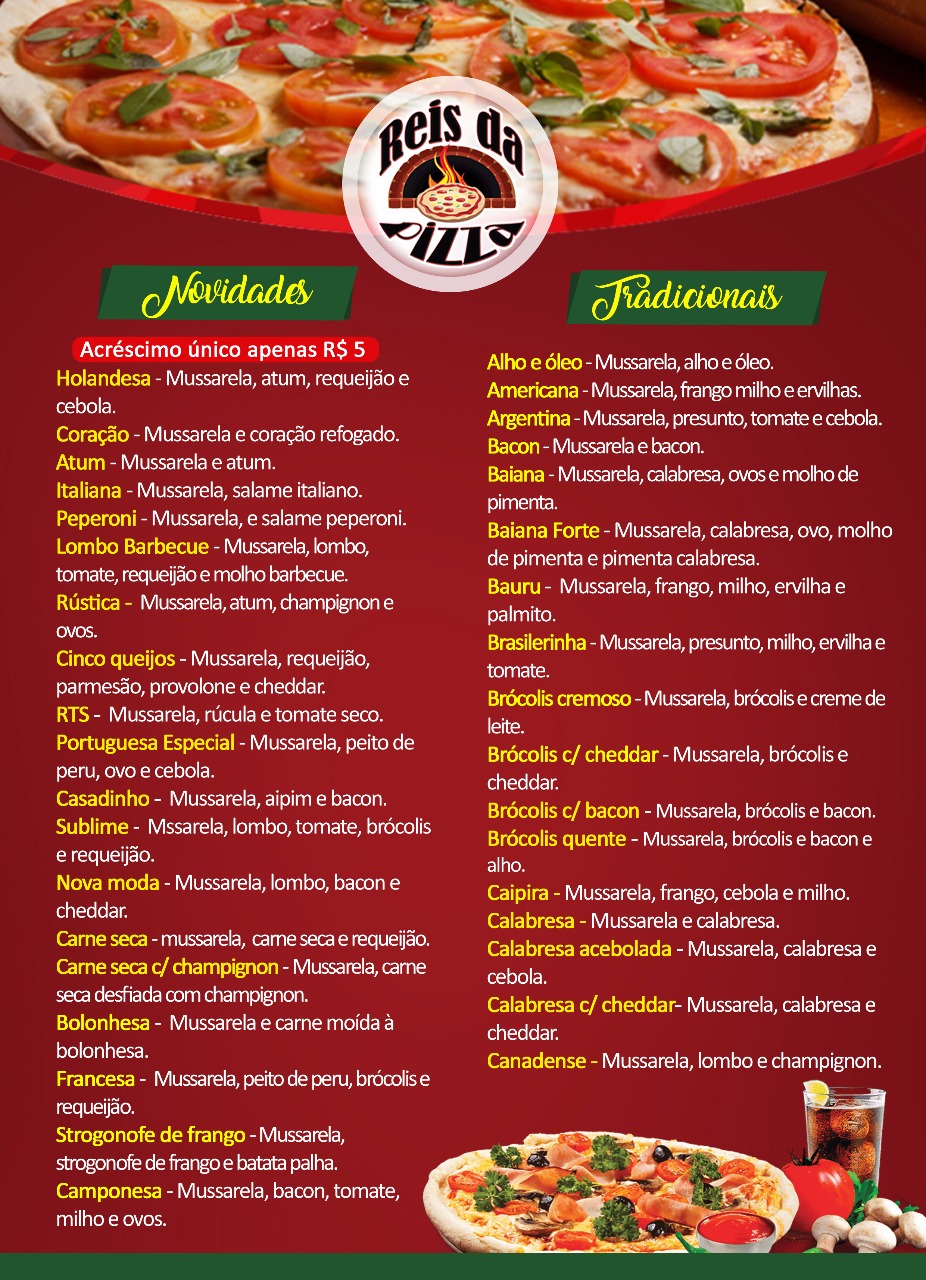 Reis da
Pizza
Novidades
Acréscimo único apenas R$ 5
Holandesa - Mussarela, atum, requeijão e
cebola.
Coração - Mussarela e coração refogado.
Atum - Mussarela e atum.
Italiana - Mussarela, salame italiano.
Peperoni - Mussarela, e salame peperoni.
Lombo Barbecue - Mussarela, lombo,
tomate, requeijão e molho barbecue.
Rústica - Mussarela, atum, champignon e
ovos.
Cinco queijos - Mussarela, requeijão,
parmesão, provolone e cheddar.
RTS - Mussarela, rúcula e tomate seco.
Portuguesa Especial - Mussarela, peito de
peru, ovo e cebola.
Casadinho - Mussarela, aipim e bacon.
Sublime - Mssarela, lombo, tomate, brócolis
e requeijão.
Nova moda - Mussarela, lombo, bacon e
cheddar.
Carne seca - mussarela, carne seca e requeijão.
Carne seca c/ champignon - Mussarela, carne
seca desfiada com champignon.
Bolonhesa - Mussarela e carne moída à
bolonhesa.
Francesa - Mussarela, peito de peru, brócolis e
requeijão.
Strogonofe de frango - Mussarela,
strogonofe de frango e batata palha.
Camponesa - Mussarela, bacon, tomate,
milho e ovos.
Tradicionais
Alho e óleo - Mussarela, alho e óleo.
Americana - Mussarela, frango milho e ervilhas.
Argentina - Mussarela, presunto, tomate e cebola.
Bacon - Mussarela e bacon.
Baiana - Mussarela, calabresa, ovos e molho de
pimenta.
Baiana Forte - Mussarela, calabresa, ovo, molho
de pimenta e pimenta calabresa.
Bauru - Mussarela, frango, milho, ervilha e
palmito.
Brasilerinha - Mussarela, presunto, milho, ervilha e
tomate.
Brócolis cremoso - Mussarela, brócolis e creme de
leite.
Brócolis c/ cheddar - Mussarela, brócolis e
cheddar.
Brócolis c/ bacon - Mussarela, brócolis e bacon.
Brócolis quente - Mussarela, brócolis e bacon e
alho.
Caipira - Mussarela, frango, cebola e milho.
Calabresa - Mussarela e calabresa.
Calabresa acebolada - Mussarela, calabresa e
cebola.
Calabresa c/ cheddar- Mussarela, calabresa e
cheddar.
Canadense - Mussarela, lombo e champignon.